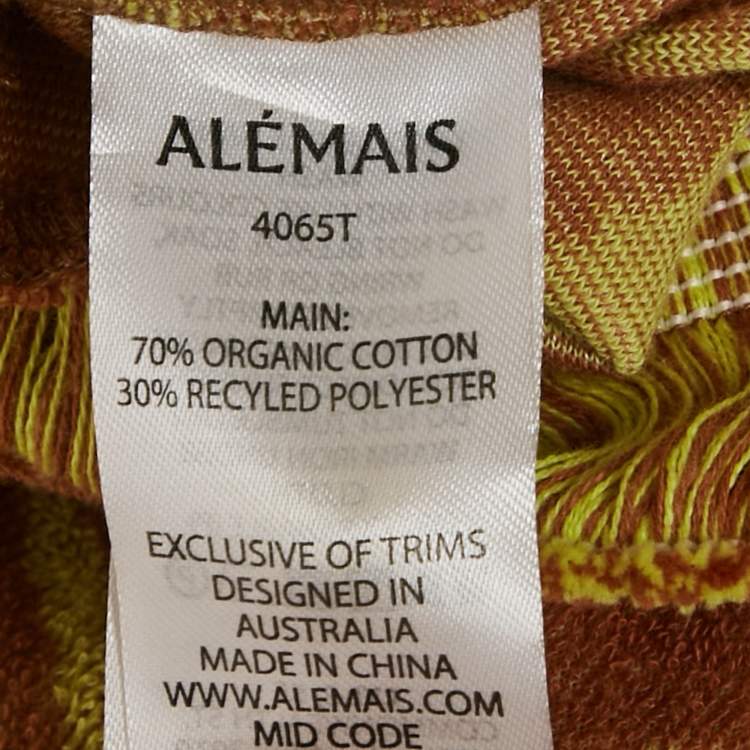 ALÉMAIS
4065T
MAIN:
70% ORGANIC COTTON
30% RECYLED POLYESTER
EXCLUSIVE OF TRIMS
DESIGNED IN
AUSTRALIA
MADE IN CHINA
WWW.ALEMAIS.COM
MID CODE